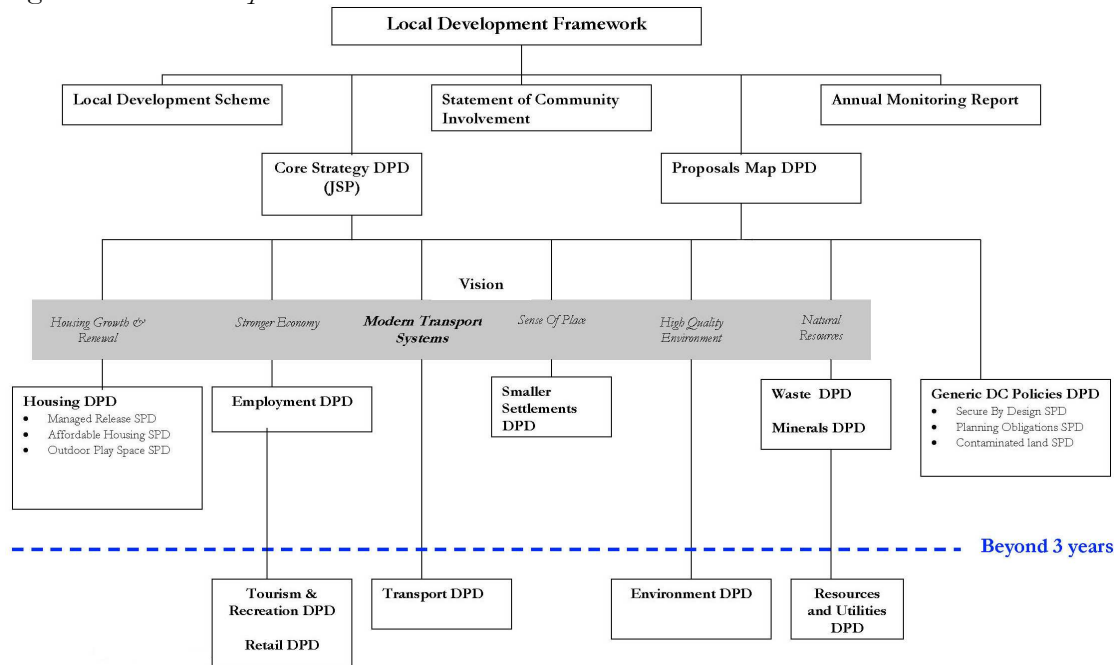 Local Development Framework
Local Development Scheme
Statement of Community
Involvement
Annual Monitoring Report
Core Strategy DPD
(JSP)
Proposals Map DPD
Vision
Housing Growth &
Renewal
Stronger Economy
Modern Transport
Systems
Sense Of Place
High Quality
Environment
Natural
Resources
Housing DPD
• Managed Release SPD
• Affordable Housing SPD
• Outdoor Play Space SPD
Employment DPD
Smaller
Settlements
DPD
Waste DPD
Minerals DPD
Generic DC Policies DPD
• Secure By Design SPD
• Planning Obligations SPD
• Contaminated land SPD
Beyond 3 years
Tourism &
Recreation DPD
Retail DPD
Transport DPD
Environment DPD
Resources
and Utilities
DPD